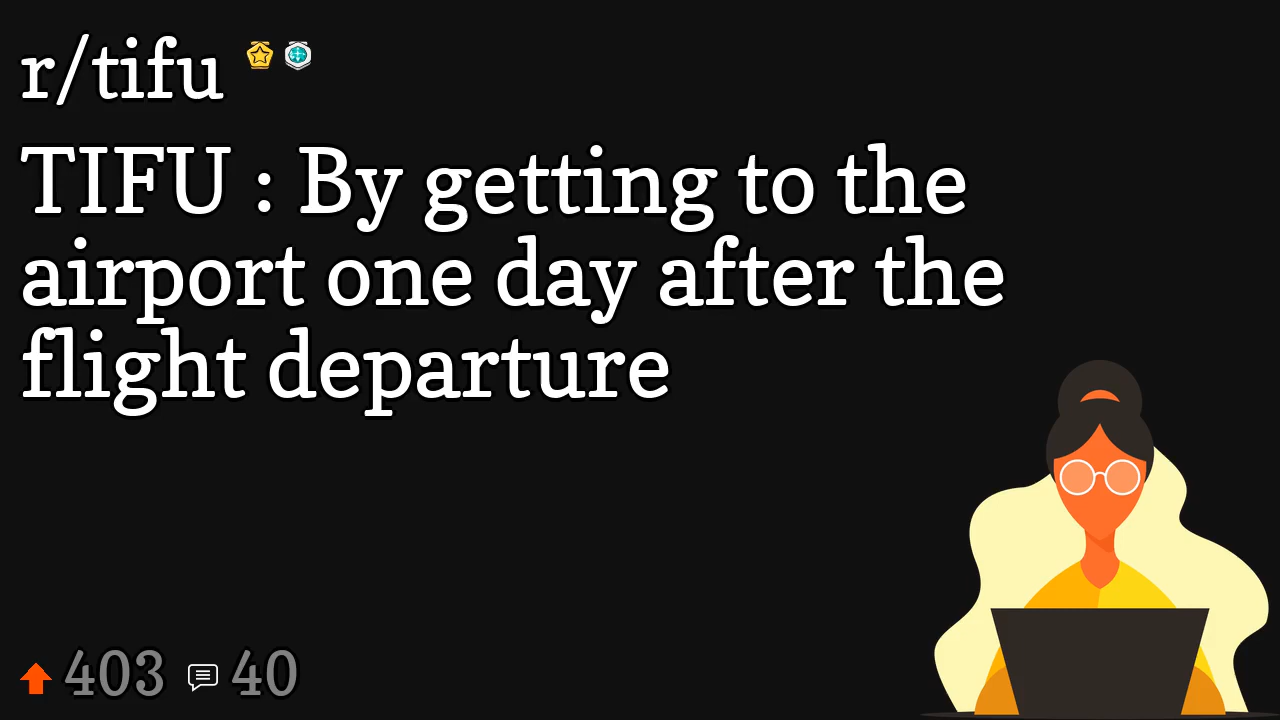 r/tifu
TIFU : By getting to the
airport one day after the
flight departure
403 40